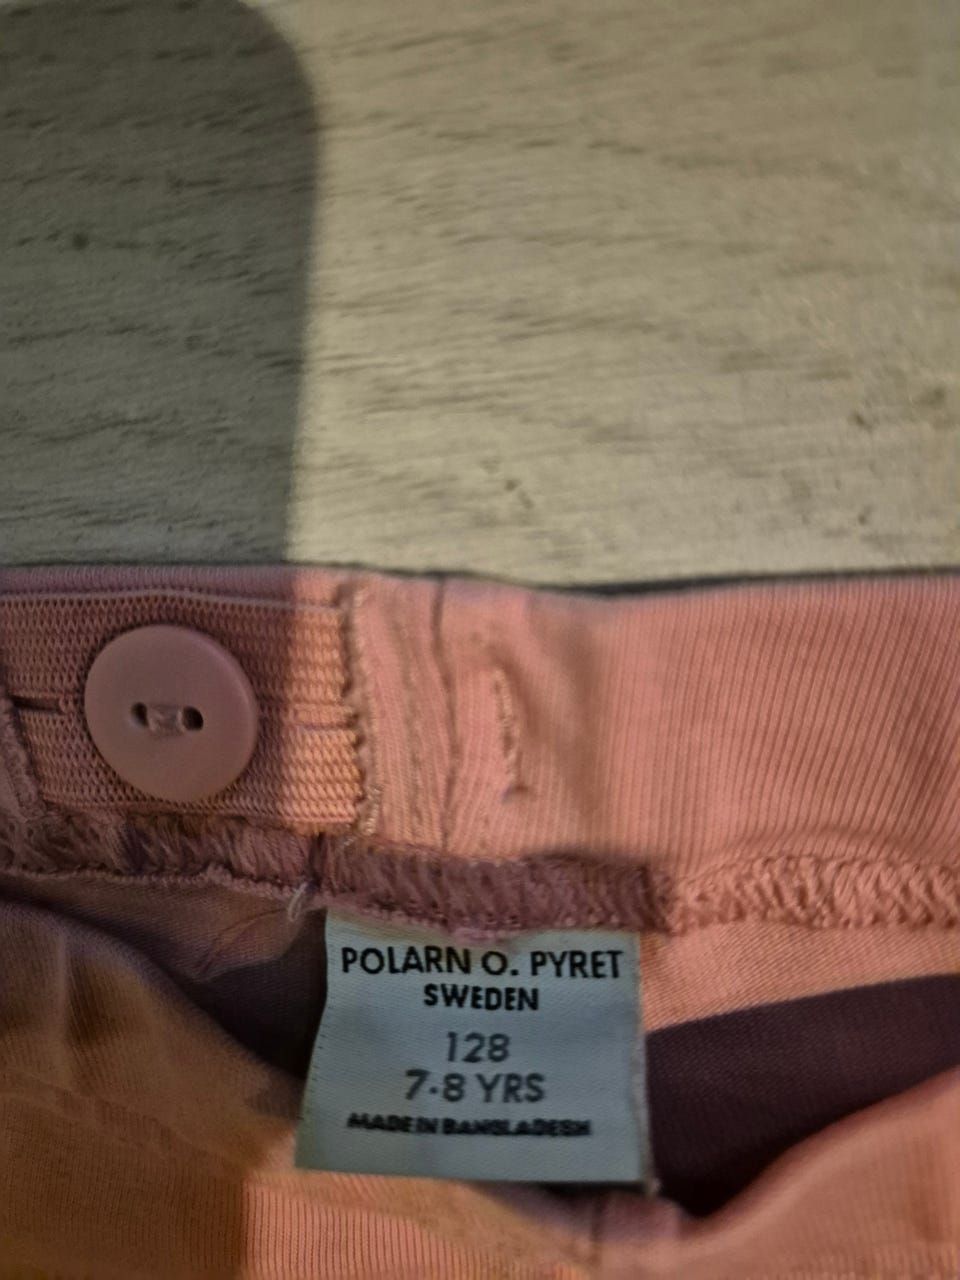 POLARN O. PYRET
SWEDEN
128
7-8 YRS
MADE IN BANGLADESH